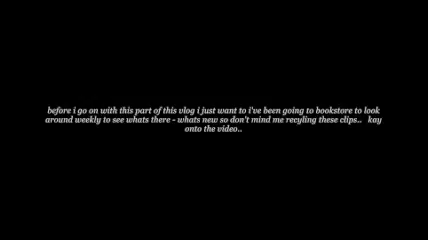 before i go on with this part of this vlog i just want to i've been going to bookstore to look
around weekly to see whats there - whats new so don't mind me recyling these clips.. kay
onto the video..